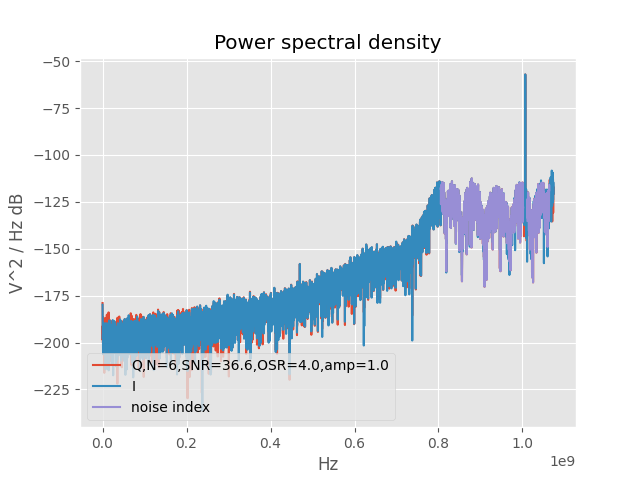 Power spectral density
V^2 / Hz dB
−50
−75
−100
−125
−150
−175
−200
−225
Q,N=6,SNR=36.6,OSR=4.0,amp=1.0
I
noise index
0.0 0.2 0.4 0.6 0.8 1.0
1e9
Hz